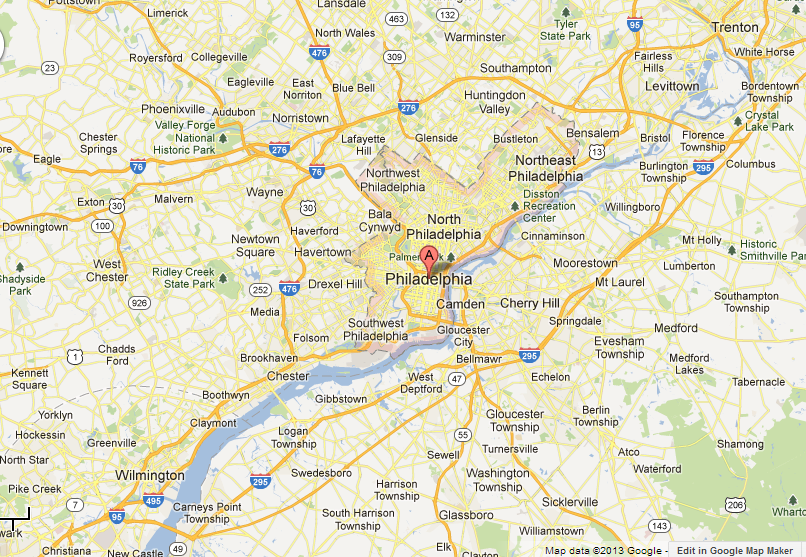 Pottstown
Limerick
Lansdale
463
132
Tyler
State Park
95
Trenton
North Wales
Warminster
White Horse
Royersford
Collegeville
476
309
Fairless
Hills
23
Southampton
Levittown
Bordentown
Township
Eagleville
East
Norriton
Blue Bell
Huntingdon
Valley
Phoenixville
Audubon
276
Crystal
Lake Park
Norristown
Valley Forge
National
Historic Park
Chester
Springs
Lafayette
Hill
Glenside
Bustleton
Bensalem
Bristol
Florence
Township
Eagle
76
276
76
13
Northeast
Philadelphia
Burlington
Township
295
Columbus
Northwest
Philadelphia
Exton
30
Malvern
Wayne
30
Disston
Recreation
Center
Willingboro
Downingtown
100
Bala
Cynwyd
North
Philadelphia
Haverford
Cinnaminson
Newtown
Square
Havertown
Mt Holly
Historic
Smithville Park
A
West
Chester
Ridley Creek
State Park
Moorestown
Lumberton
Shadyside
Park
252
476
Drexel Hill
Philadelphia
Mt Laurel
926
Camden
Cherry Hill
Southampton
Township
Media
Southwest
Philadelphia
Springdale
Folsom
Gloucester
City
Evesham
Township
Medford
1
Chadds
Ford
Brookhaven
Bellmawr
295
Medford
Lakes
Kennett
Square
Chester
West
Deptford
47
Echelon
Tabernacle
Boothwyn
Gibbstown
Yorklyn
Claymont
Gloucester
Township
Berlin
Township
Hockessin
Greenville
Logan
Township
55
Turnersville
Shamong
North Star
Sewell
Atco
Wilmington
Swedesboro
Washington
Township
Waterford
Pike Creek
295
Harrison
Township
495
7
Carneys Point
Township
Sicklerville
206
95
South Harrison
Township
Glassboro
Williamstown
143
Christiana
New Castle
49
Map data ©2013 Google - Edit in Google Map Maker